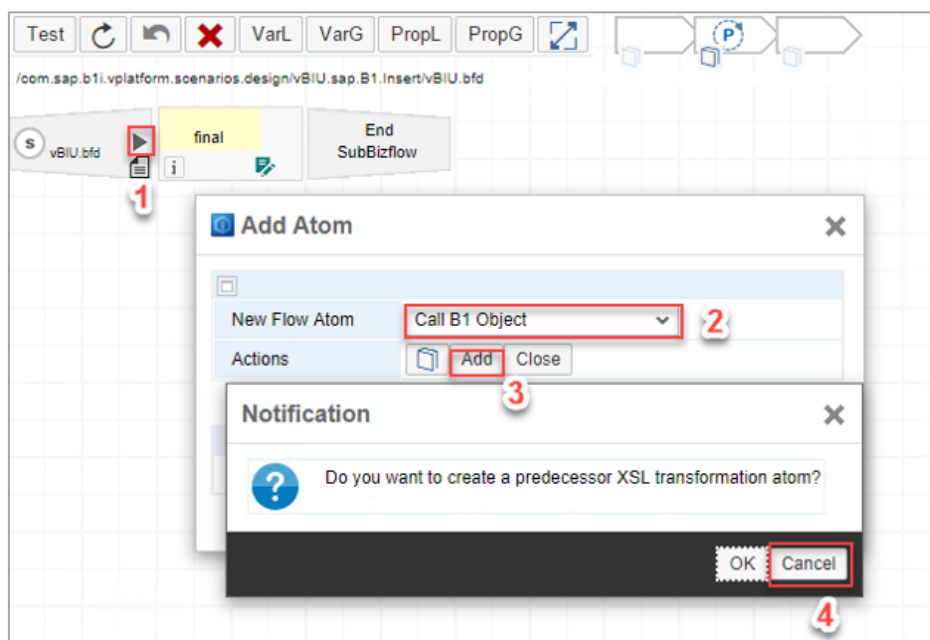 Test VarL VarG PropL PropG
P
/com.sap.b1i.vplatform.scenarios.design/vBIU.sap.B1.Insert/vBIU.bfd
s vBIU.bfd final End
SubBizflow
i
1
Add Atom
New Flow Atom Call B1 Object 2
Actions Add Close
3
Notification
Do you want to create a predecessor XSL transformation atom?
OK Cancel
4